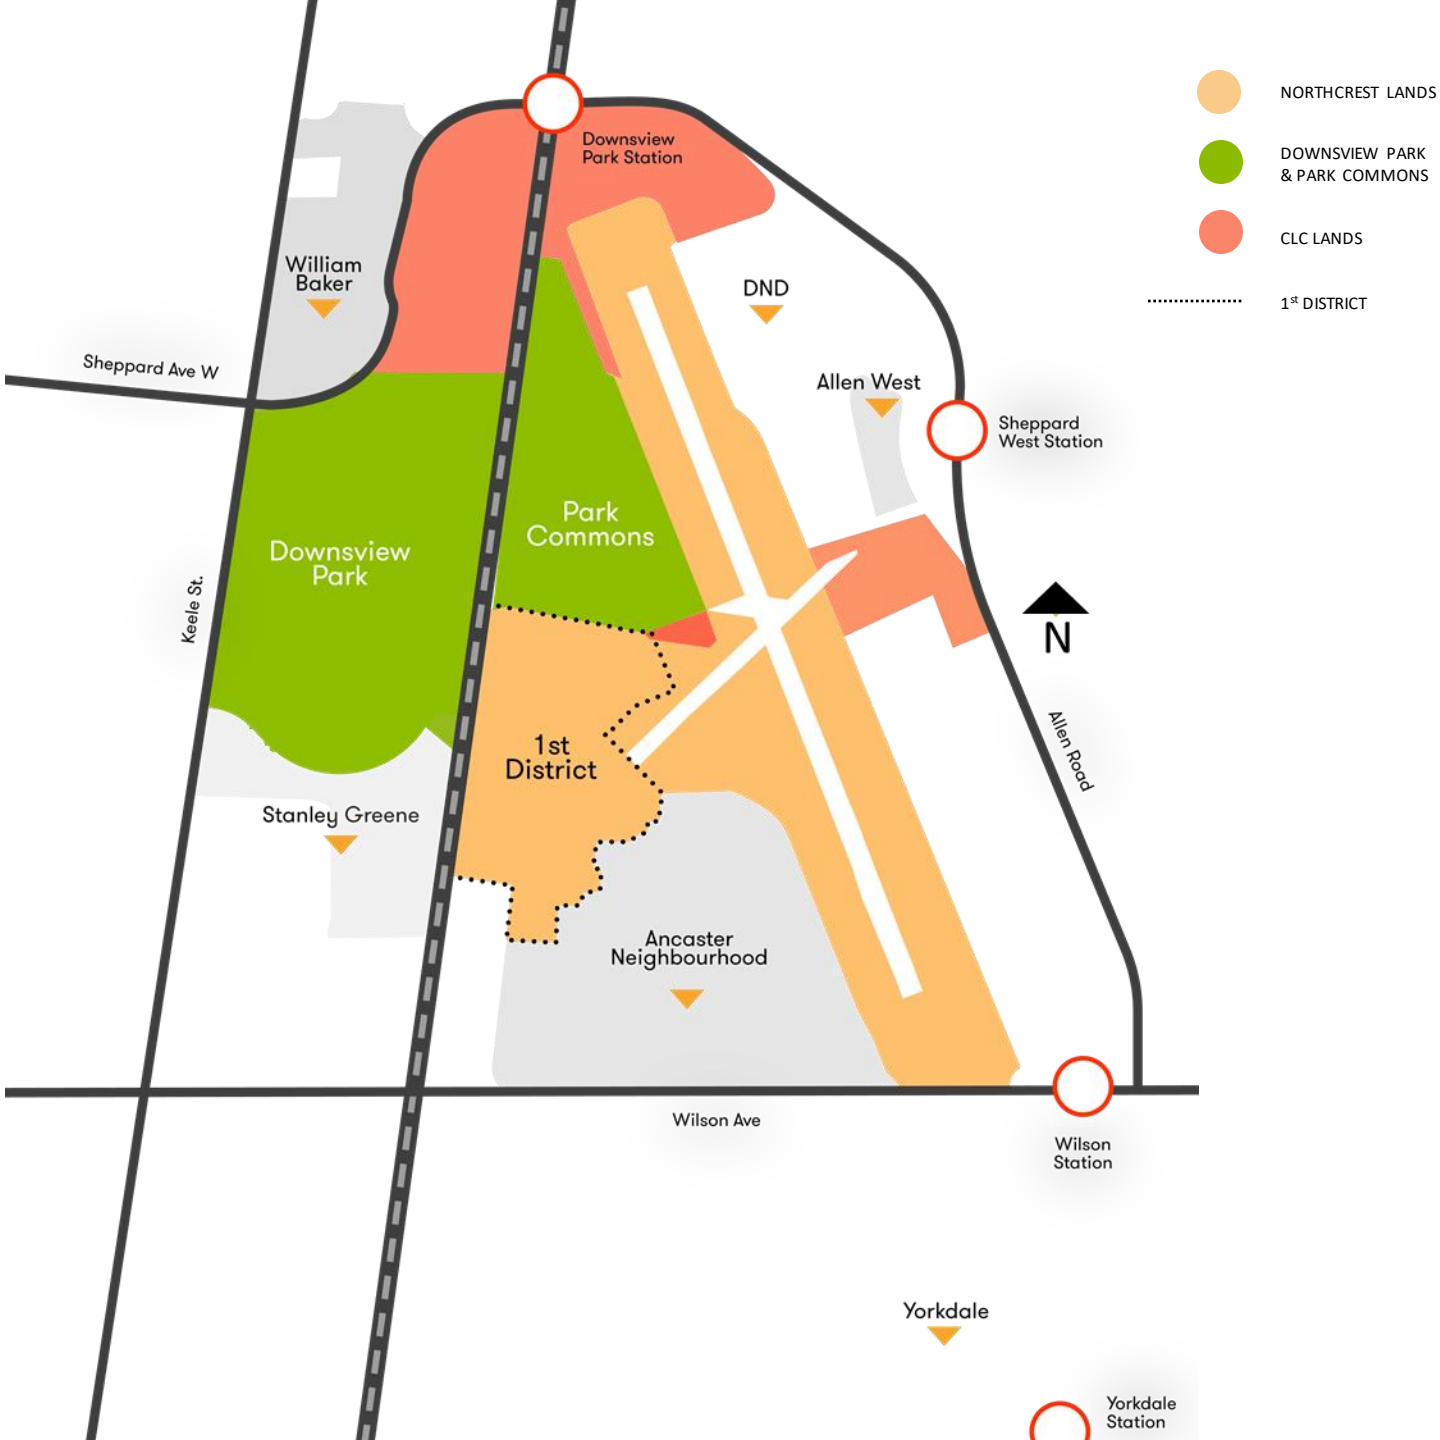 NORTHCREST LANDS
DOWNSVIEW PARK
& PARK COMMONS
CLC LANDS
1st DISTRICT
Downsview
Park Station
William
Baker
DND
Sheppard Ave W
Allen West
Sheppard
West Station
Park
Commons
Downsview
Park
Keele St.
N
Allen Road
1st
District
Stanley Greene
Ancaster
Neighbourhood
Wilson Ave
Wilson
Station
Yorkdale
Yorkdale
Station